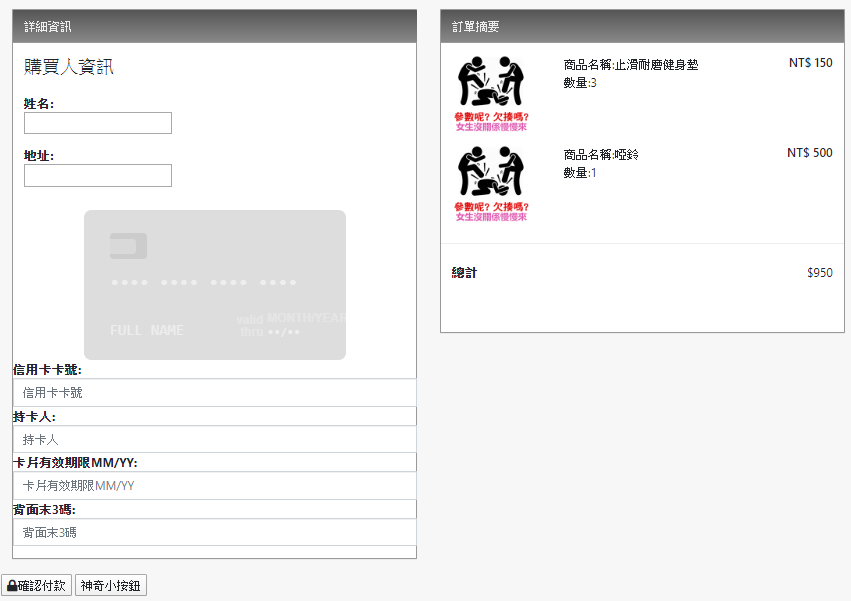 詳細資訊
購買人資訊
姓名:
地址:
•••• •••• •••• ••••
valid MONTH/YEAR
FULL NAME thru ••/••
信用卡卡號:
信用卡卡號
持卡人:
持卡人
卡片有效期限MM/YY:
卡片有效期限MM/YY
背面末3碼:
背面末3碼
確認付款 神奇小按鈕
訂單摘要
商品名稱:止滑耐磨健身墊 NT$ 150
數量:3
參數呢? 欠揍嗎?
女生沒關係慢慢來
商品名稱:啞鈴 NT$ 500
數量:1
參數呢? 欠揍嗎?
女生沒關係慢慢來
總計 $950